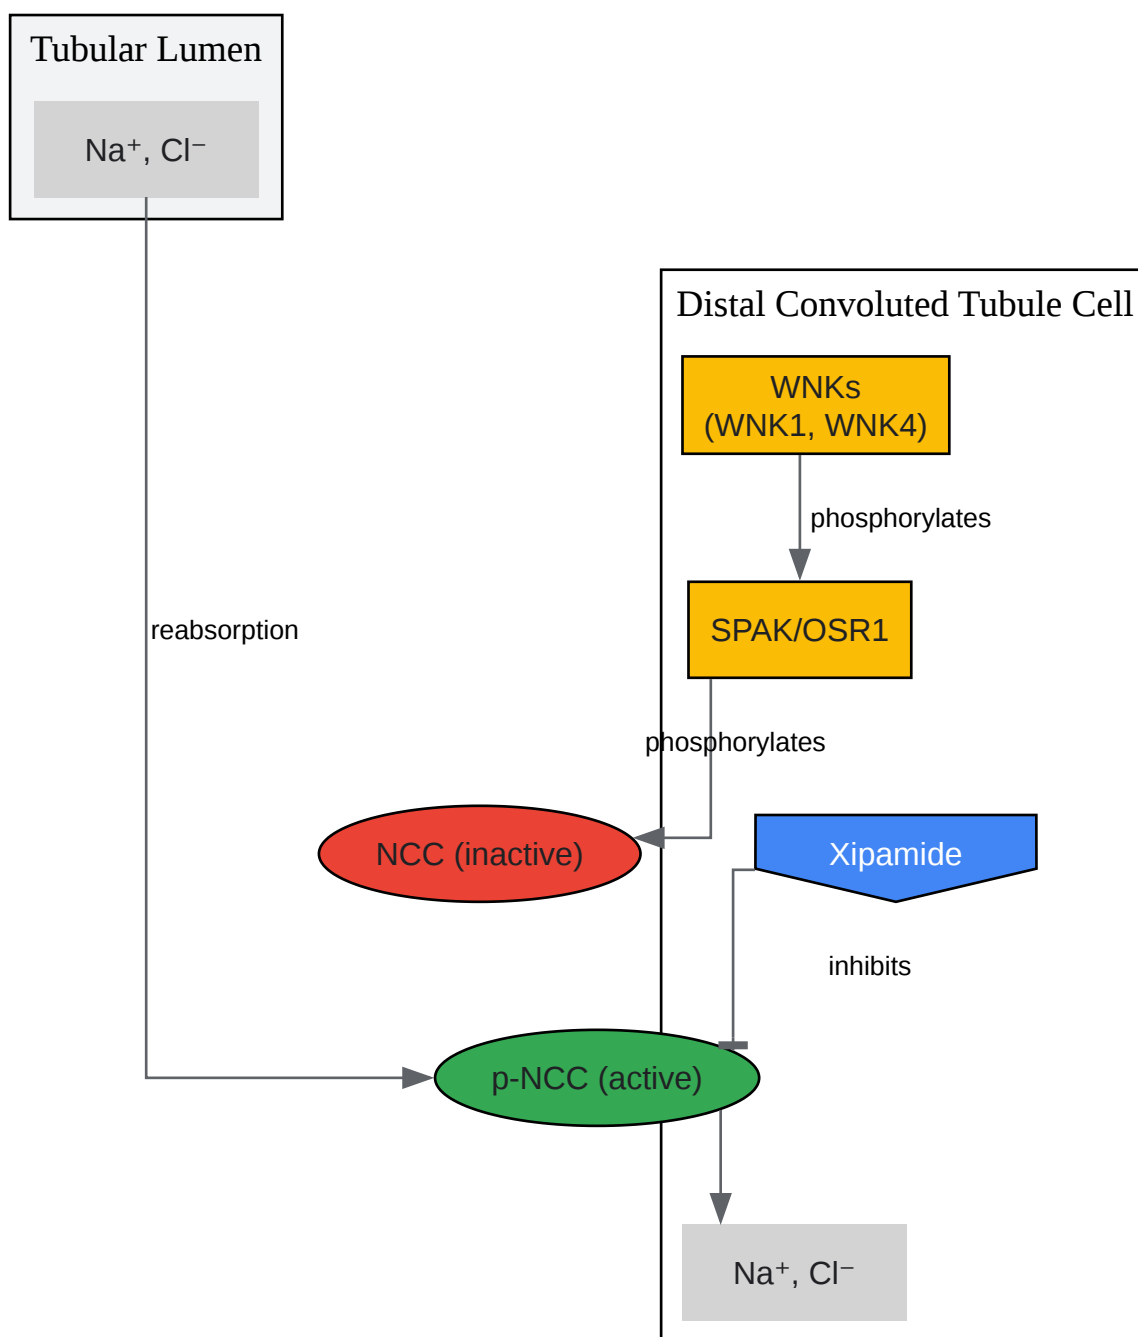 Tubular Lumen
Na⁺, Cl⁻
Distal Convoluted Tubule Cell
WNKs
(WNK1, WNK4)
phosphorylates
SPAK/OSR1
reabsorption
phosphorylates
NCC (inactive)
Xipamide
inhibits
p-NCC (active)
Na⁺, Cl⁻